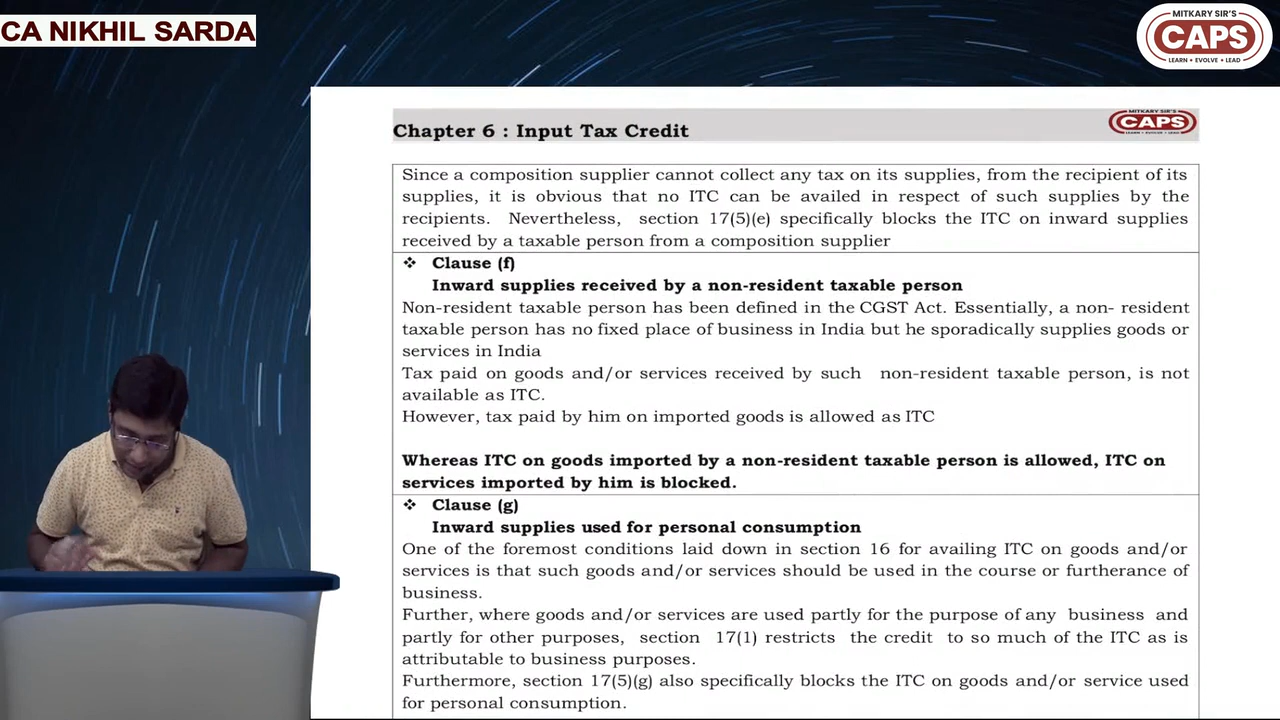 CA NIKHIL SARDA
MITKARY SIR'S
CAPS
LEARN • EVOLVE • LEAD
Chapter 6 : Input Tax Credit
MITKARY SIR'S
CAPS
LEARN • EVOLVE • LEAD
Since a composition supplier cannot collect any tax on its supplies, from the recipient of its
supplies, it is obvious that no ITC can be availed in respect of such supplies by the
recipients. Nevertheless, section 17(5)(e) specifically blocks the ITC on inward supplies
received by a taxable person from a composition supplier
❖ Clause (f)
Inward supplies received by a non-resident taxable person
Non-resident taxable person has been defined in the CGST Act. Essentially, a non- resident
taxable person has no fixed place of business in India but he sporadically supplies goods or
services in India
Tax paid on goods and/or services received by such non-resident taxable person, is not
available as ITC.
However, tax paid by him on imported goods is allowed as ITC
Whereas ITC on goods imported by a non-resident taxable person is allowed, ITC on
services imported by him is blocked.
❖ Clause (g)
Inward supplies used for personal consumption
One of the foremost conditions laid down in section 16 for availing ITC on goods and/or
services is that such goods and/or services should be used in the course or furtherance of
business.
Further, where goods and/or services are used partly for the purpose of any business and
partly for other purposes, section 17(1) restricts the credit to so much of the ITC as is
attributable to business purposes.
Furthermore, section 17(5)(g) also specifically blocks the ITC on goods and/or service used
for personal consumption.